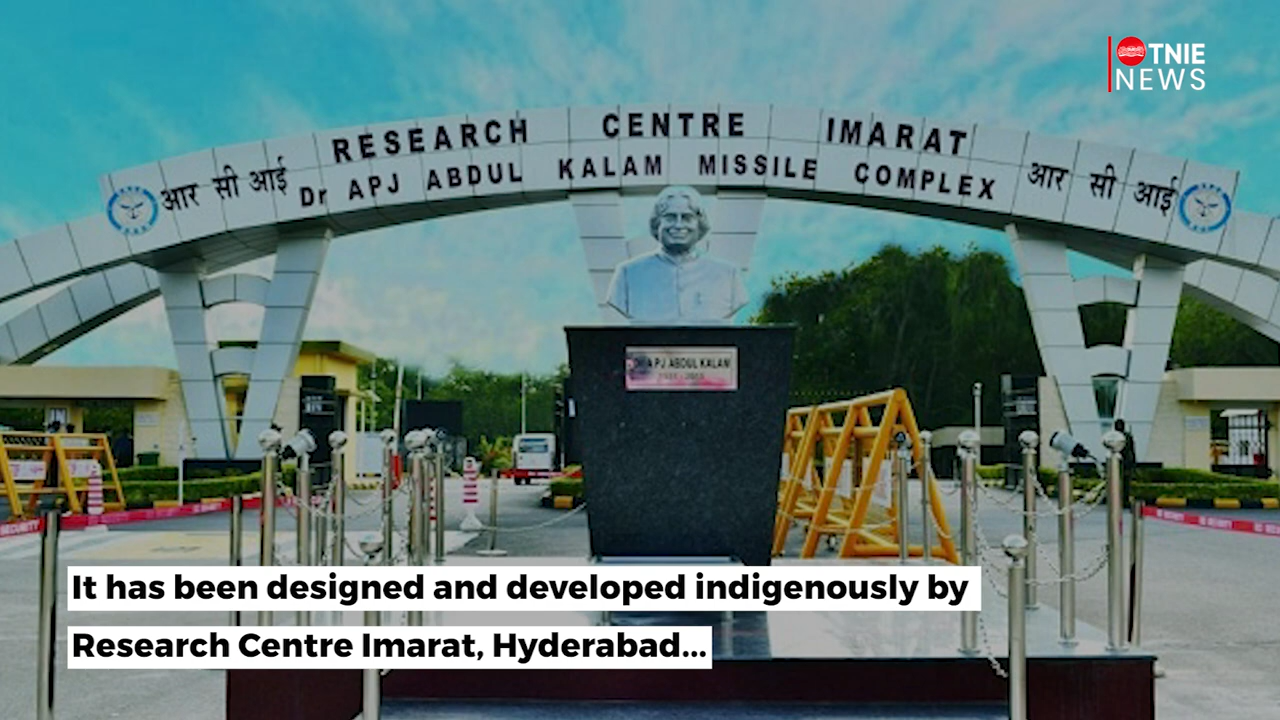 TNIE
NEWS
RESEARCH CENTRE IMARAT
आर सी आई
Dr APJ ABDUL KALAM MISSILE COMPLEX
आर सी आई
A P J ABDUL KALAM
It has been designed and developed indigenously by
Research Centre Imarat, Hyderabad...